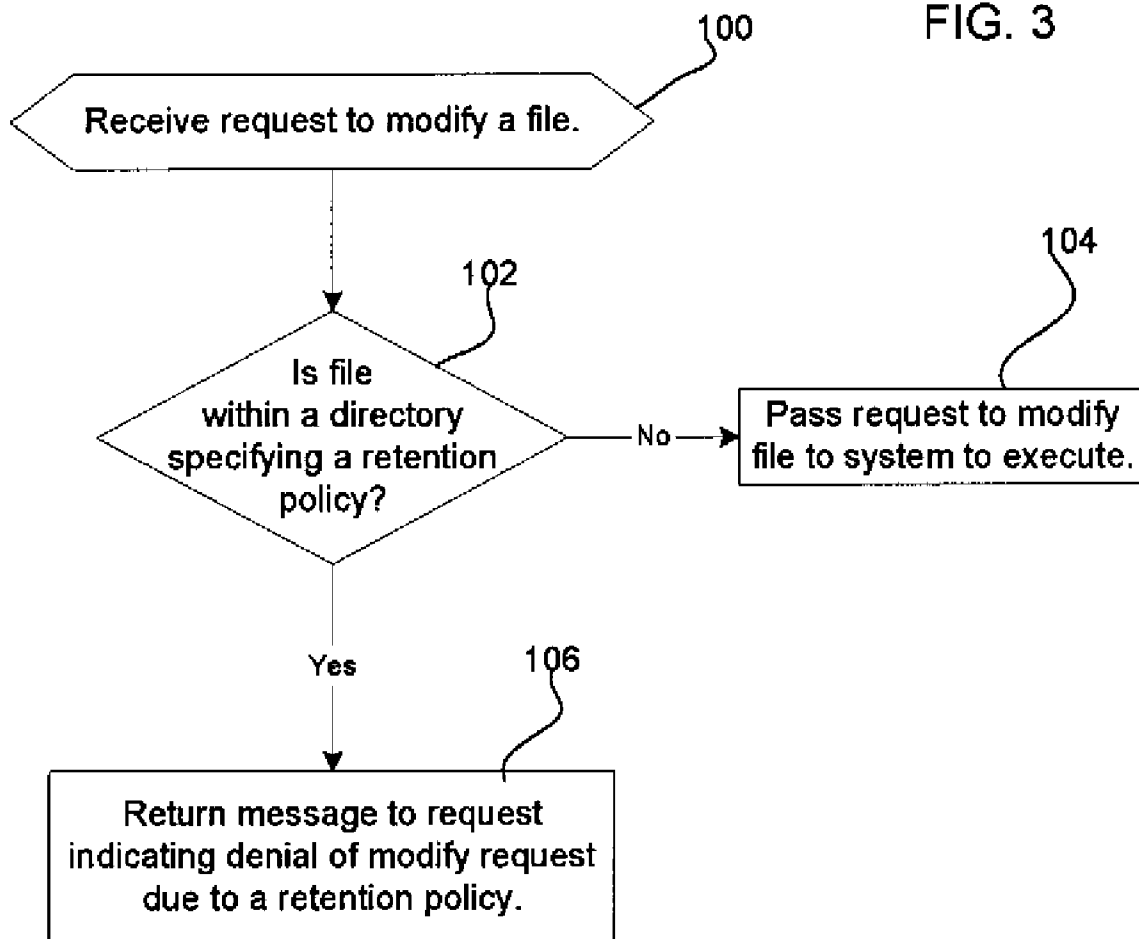 FIG. 3
100
Receive request to modify a file.
102
Is file
within a directory
specifying a retention
policy?
No
104
Pass request to modify
file to system to execute.
Yes
106
Return message to request
indicating denial of modify request
due to a retention policy.